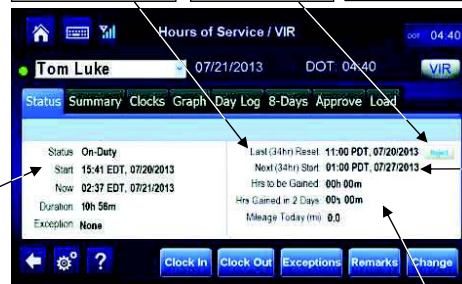 Hours of Service / VIR
DOT 04:40
Tom Luke 07/21/2013 DOT: 04:40 VIR
Status Summary Clocks Graph Day Log 8-Days Approve Load
Status On-Duty
Start 15:41 EDT, 07/20/2013
Now 02:37 EDT, 07/21/2013
Duration 10h 56m
Exception None
Last (34hr) Reset 11:00 PDT, 07/20/2013 Reject
Next (34hr) Start 01:00 PDT, 07/27/2013
Hrs to be Gained 00h 00m
Hrs Gained in 2 Days 00h 00m
Mileage Today (mi) 0.0
? Clock In Clock Out Exceptions Remarks Change